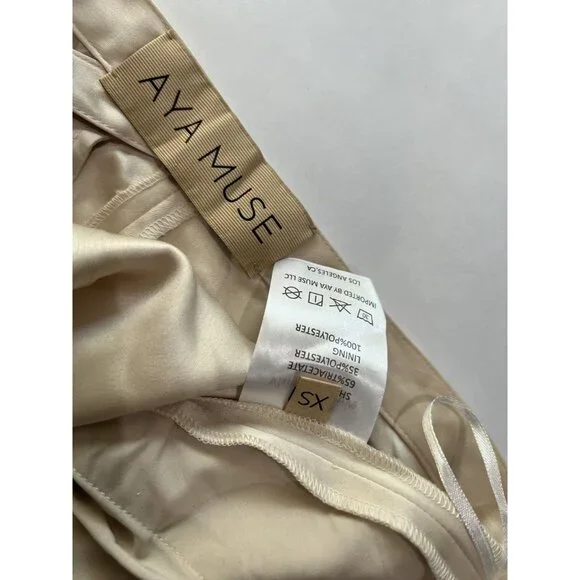 AYA MUSE
XS
SH
65%TRIACETATE
35%POLYESTER
LINING
100%POLYESTER
IMPORTED BY AYA MUSE LLC
LOS ANGELES,CA